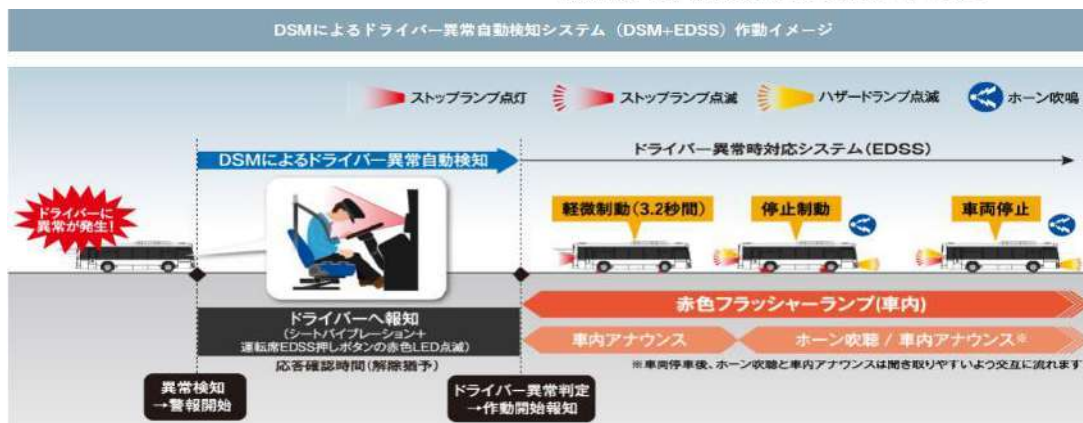 DSMによるドライバー異常自動検知システム（DSM+EDSS）作動イメージ
ストップランプ点灯
ストップランプ点滅
ハザードランプ点滅
ホーン吹鳴
DSMによるドライバー異常自動検知
ドライバー異常時対応システム(EDSS)
ドライバーに
異常が発生!
軽微制動(3.2秒間)
停止制動
車両停止
赤色フラッシャーランプ(車内)
ドライバーへ報知
(シートバイブレーション+
運転席EDSS押しボタンの赤色LED点滅)
車内アナウンス
ホーン吹聴 / 車内アナウンス※
応答確認時間(解除猶予)
※車両停車後、ホーン吹聴と車内アナウンスは聞き取りやすいよう交互に流れます
異常検知
→警報開始
ドライバー異常判定
→作動開始報知